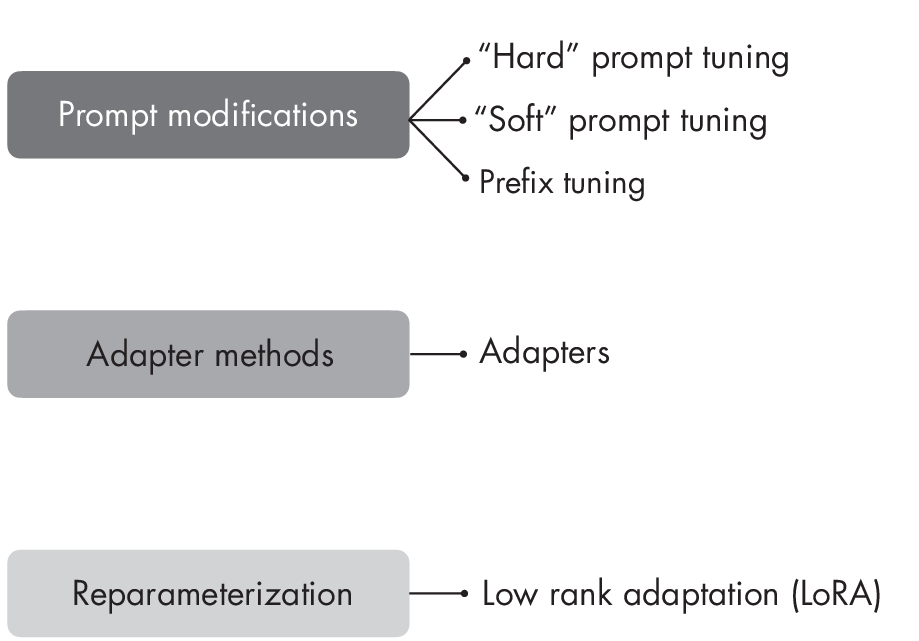 Prompt modifications
“Hard” prompt tuning
“Soft” prompt tuning
Prefix tuning
Adapter methods
Adapters
Reparameterization
Low rank adaptation (LoRA)